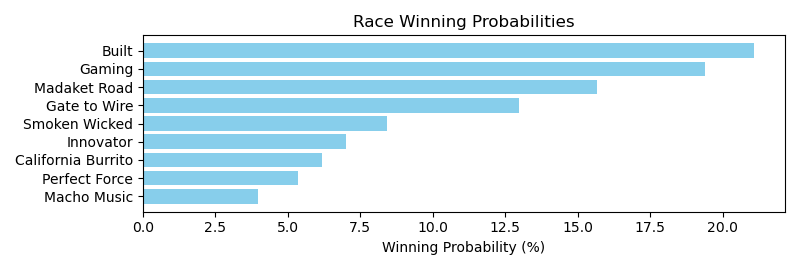 Race Winning Probabilities
Built
Gaming
Madaket Road
Gate to Wire
Smoken Wicked
Innovator
California Burrito
Perfect Force
Macho Music
0.0 2.5 5.0 7.5 10.0 12.5 15.0 17.5 20.0
Winning Probability (%)